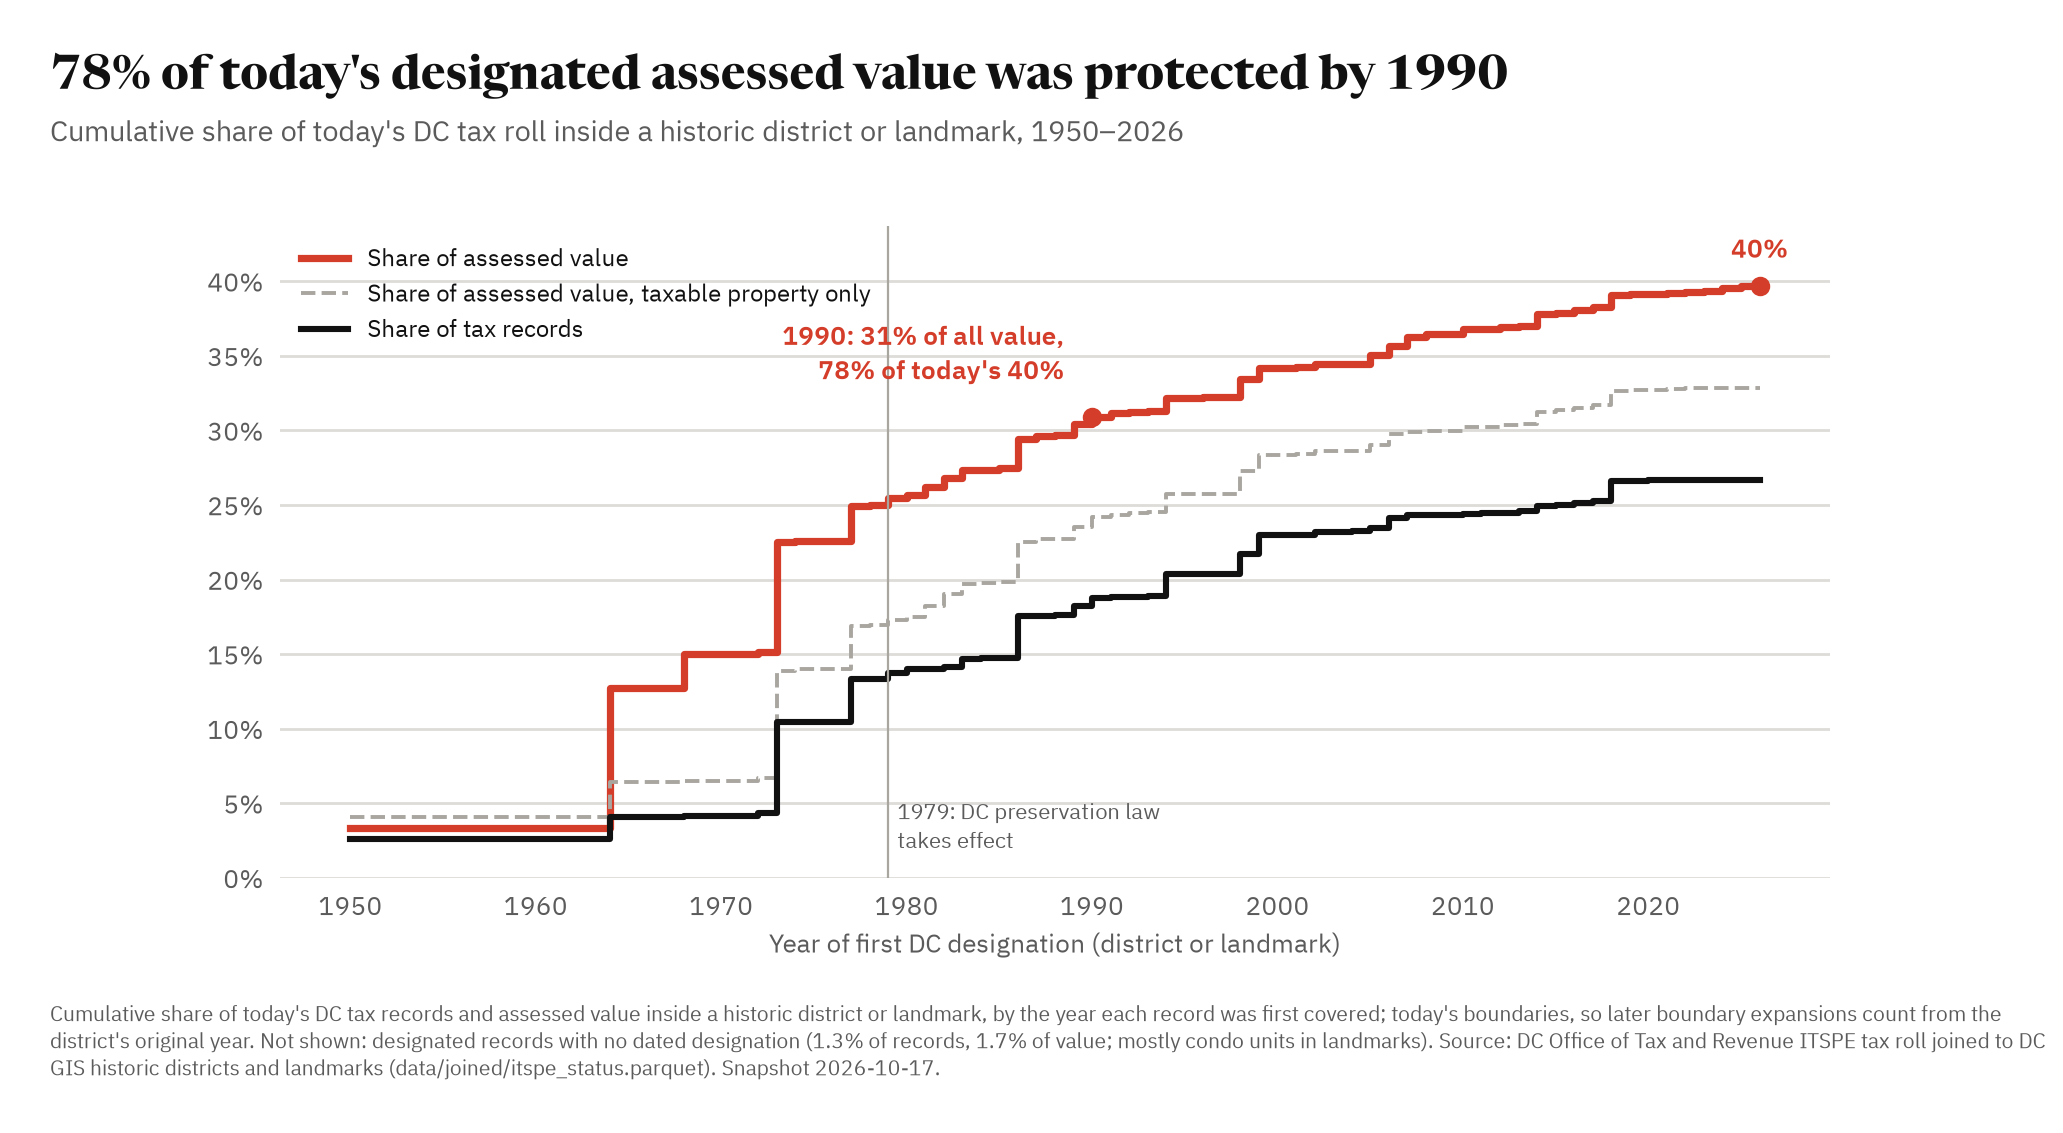 78% of today's designated assessed value was protected by 1990
Cumulative share of today's DC tax roll inside a historic district or landmark, 1950–2026
Share of assessed value
Share of assessed value, taxable property only
Share of tax records
40%
1990: 31% of all value,
78% of today's 40%
40%
35%
30%
25%
20%
15%
10%
5%
0%
1979: DC preservation law
takes effect
1950 1960 1970 1980 1990 2000 2010 2020
Year of first DC designation (district or landmark)
Cumulative share of today's DC tax records and assessed value inside a historic district or landmark, by the year each record was first covered; today's boundaries, so later boundary expansions count from the
district's original year. Not shown: designated records with no dated designation (1.3% of records, 1.7% of value; mostly condo units in landmarks). Source: DC Office of Tax and Revenue ITSPE tax roll joined to DC
GIS historic districts and landmarks (data/joined/itspe_status.parquet). Snapshot 2026-10-17.